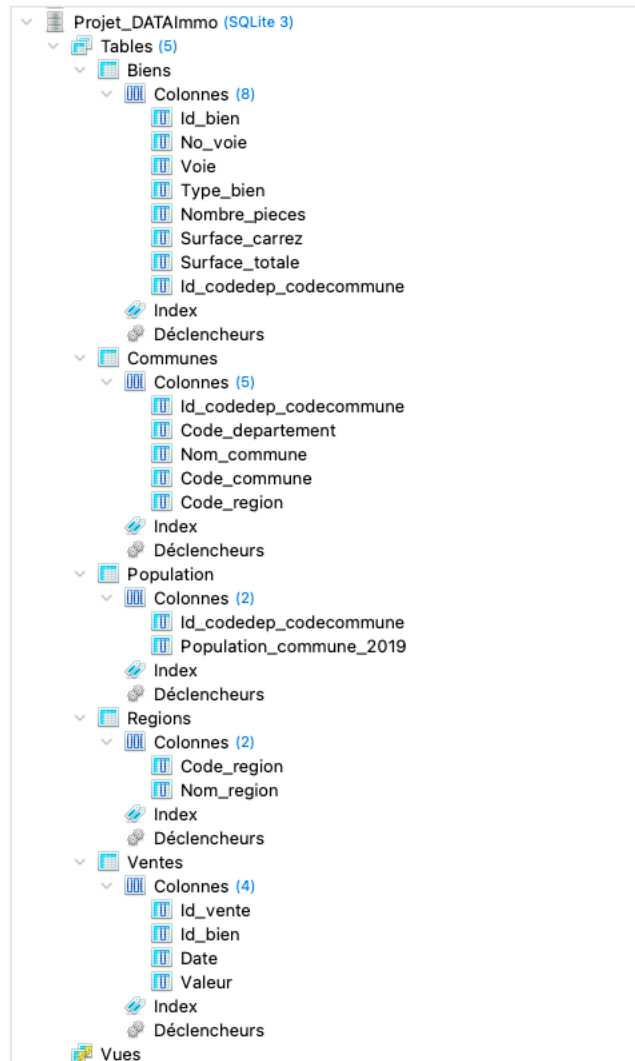 Projet_DATAImmo (SQLite 3)
Tables (5)
Biens
Colonnes (8)
Id_bien
No_voie
Voie
Type_bien
Nombre_pieces
Surface_carrez
Surface_totale
Id_codedep_codecommune
Index
Déclencheurs
Communes
Colonnes (5)
Id_codedep_codecommune
Code_departement
Nom_commune
Code_commune
Code_region
Index
Déclencheurs
Population
Colonnes (2)
Id_codedep_codecommune
Population_commune_2019
Index
Déclencheurs
Regions
Colonnes (2)
Code_region
Nom_region
Index
Déclencheurs
Ventes
Colonnes (4)
Id_vente
Id_bien
Date
Valeur
Index
Déclencheurs
Vues